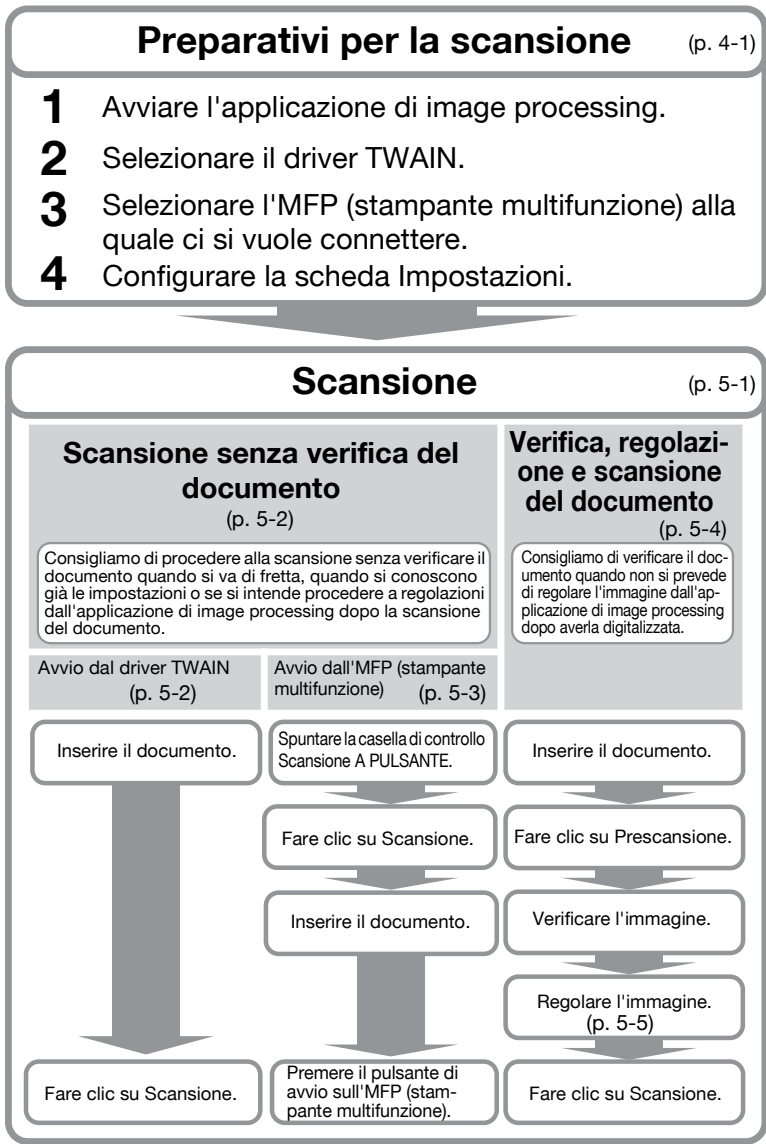 Preparativi per la scansione (p. 4-1)
1 Avviare l'applicazione di image processing.
2 Selezionare il driver TWAIN.
3 Selezionare l'MFP (stampante multifunzione) alla
quale ci si vuole connettere.
4 Configurare la scheda Impostazioni.
Scansione (p. 5-1)
Scansione senza verifica del
documento
(p. 5-2)
Consigliamo di procedere alla scansione senza verificare il
documento quando si va di fretta, quando si conoscono
già le impostazioni o se si intende procedere a regolazioni
dall'applicazione di image processing dopo la scansione
del documento.
Avvio dal driver TWAIN
(p. 5-2)
Inserire il documento.
Fare clic su Scansione.
Avvio dall'MFP (stampante
multifunzione) (p. 5-3)
Spuntare la casella di controllo
Scansione A PULSANTE.
Fare clic su Scansione.
Inserire il documento.
Premere il pulsante di
avvio sull'MFP (stam-
pante multifunzione).
Verifica, regolazi-
one e scansione
del documento
(p. 5-4)
Consigliamo di verificare il doc-
umento quando non si prevede
di regolare l'immagine dall'ap-
plicazione di image processing
dopo averla digitalizzata.
Inserire il documento.
Fare clic su Prescansione.
Verificare l'immagine.
Regolare l'immagine.
(p. 5-5)
Fare clic su Scansione.